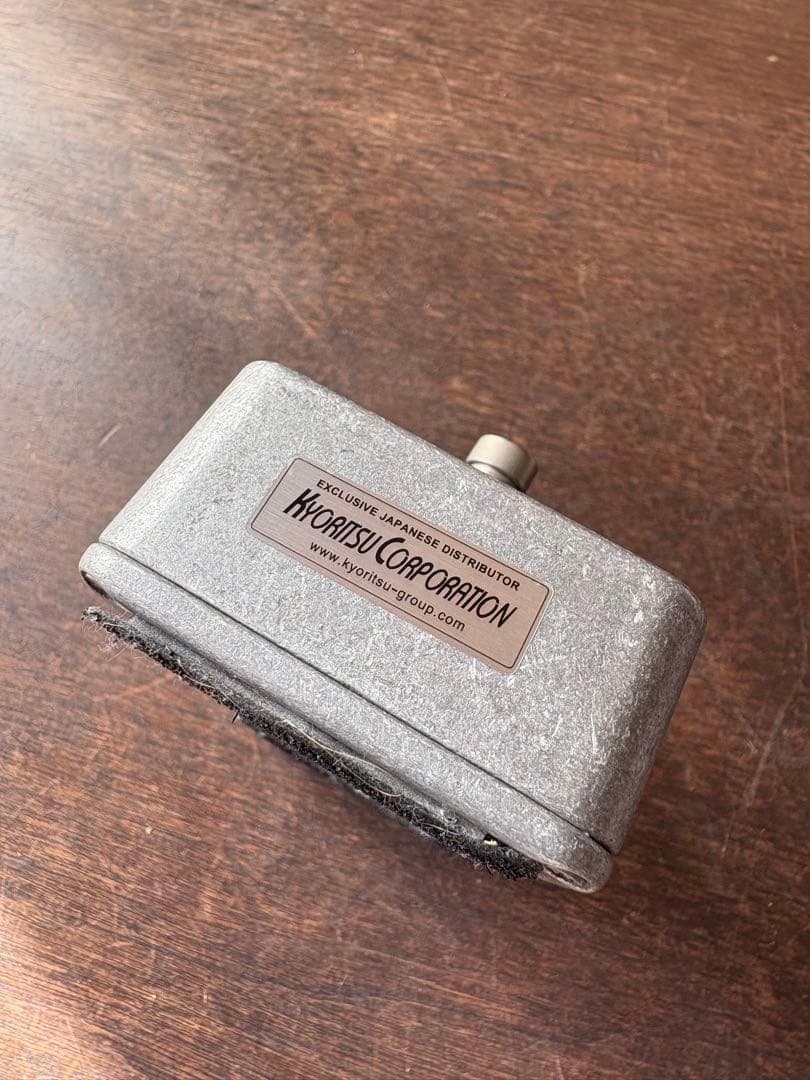 EXCLUSIVE JAPANESE DISTRIBUTOR
KYORITSU CORPORATION
www.kyoritsu-group.com